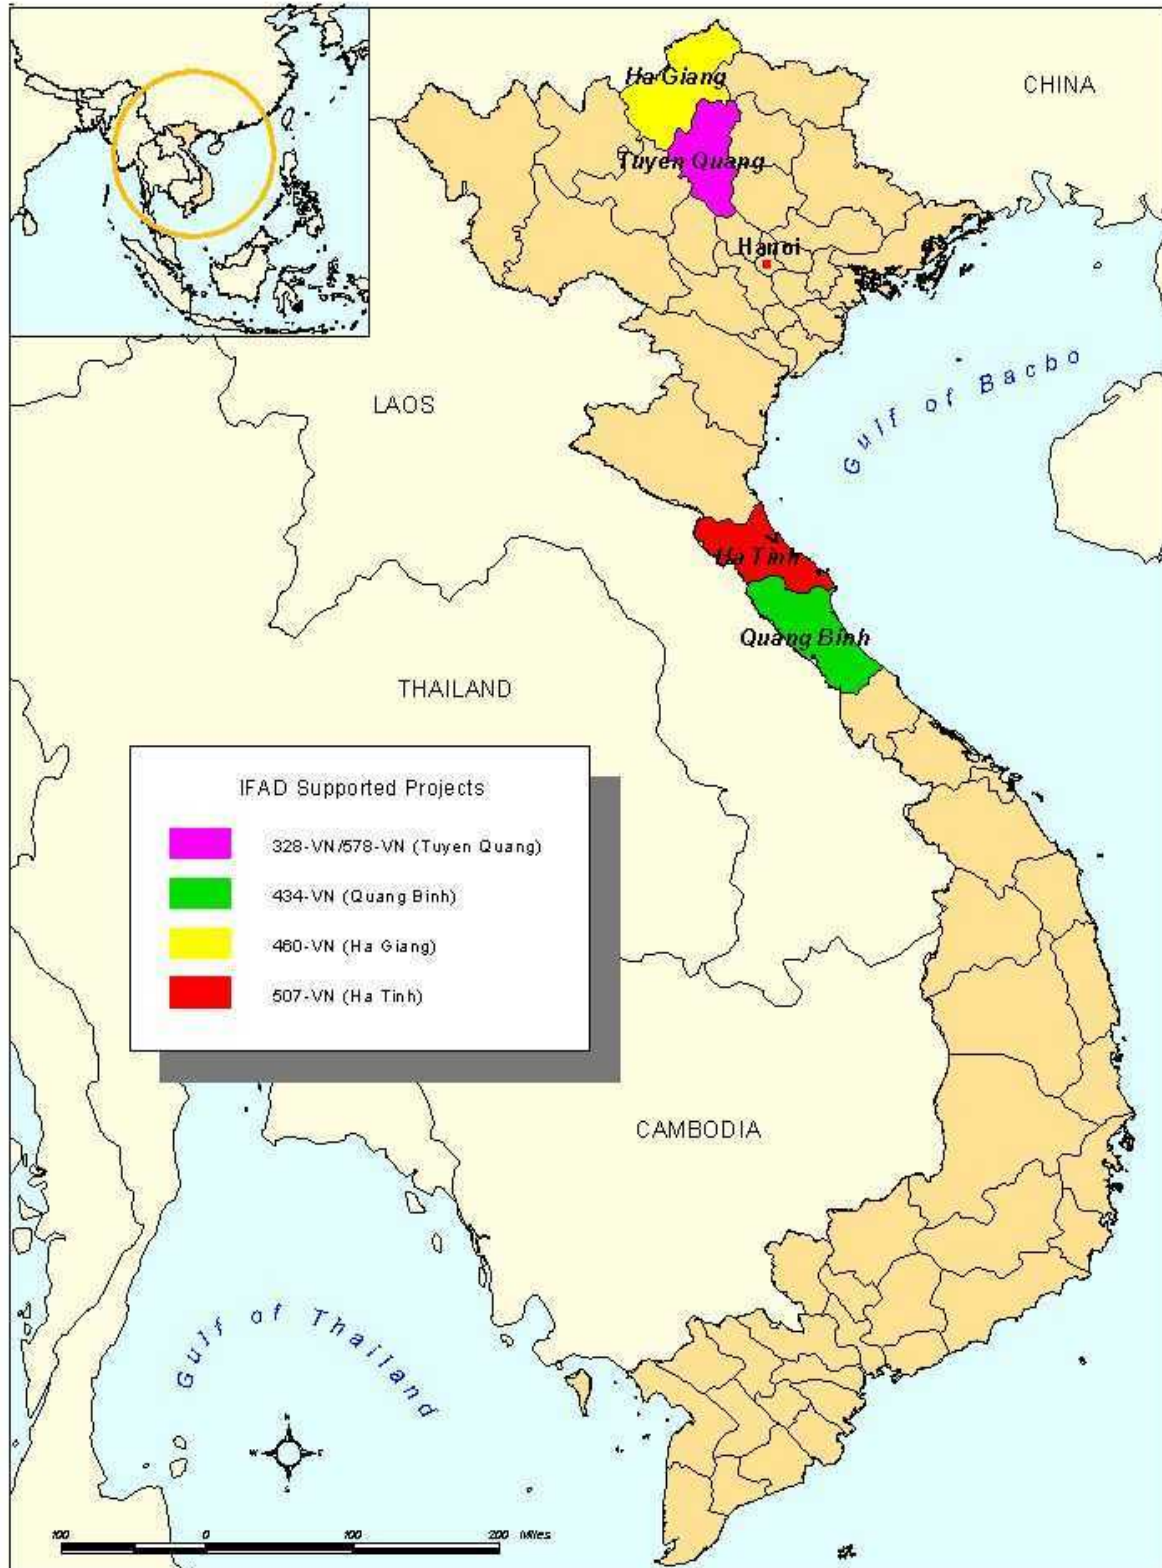 CHINA
Ha Giang
Tuyen Quang
Hanoi
Gulf of Bacbo
LAOS
Ha Tinh
Quang Binh
THAILAND
IFAD Supported Projects
328-VN/578-VN (Tuyen Quang)
434-VN (Quang Binh)
460-VN (Ha Giang)
507-VN (Ha Tinh)
CAMBODIA
Gulf of Thailand
N
W E
S
100 0 100 200 Miles